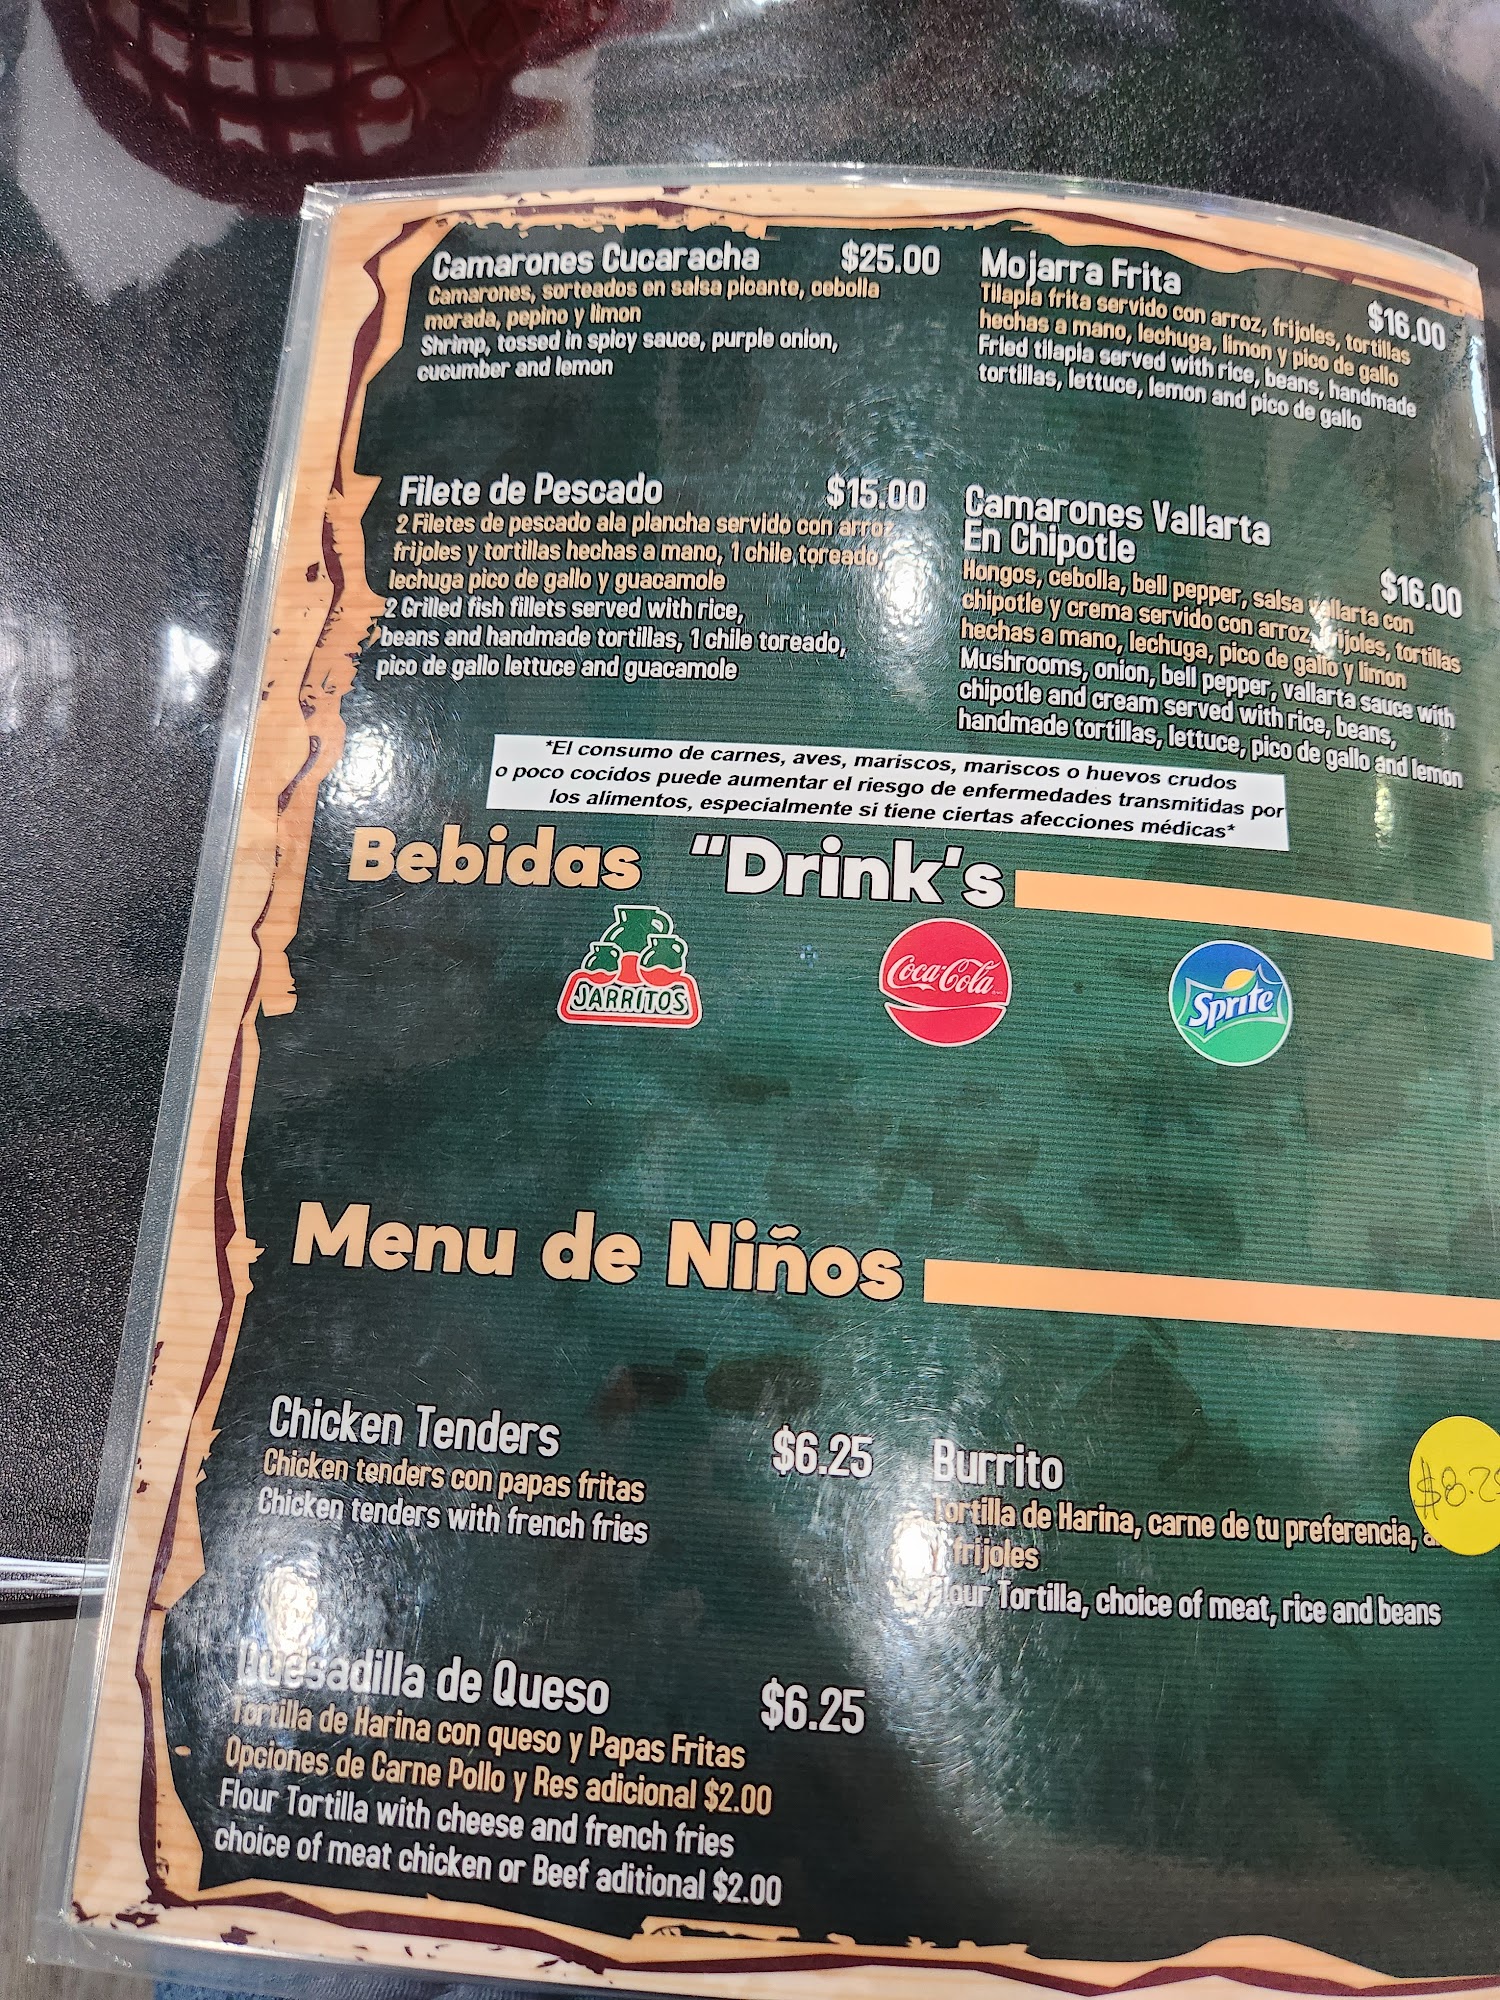 Camarones Cucaracha $25.00
Camarones, sorteados en salsa picante, cebolla
morada, pepino y limon
Shrimp, tossed in spicy sauce, purple onion,
cucumber and lemon
Mojarra Frita
$16.00
Tilapia frita servido con arroz, frijoles, tortillas
hechas a mano, lechuga, limon y pico de gallo
Fried tilapia served with rice, beans, handmade
tortillas, lettuce, lemon and pico de gallo
Filete de Pescado $15.00
2 Filetes de pescado ala plancha servido con arroz
frijoles y tortillas hechas a mano, 1 chile toreado,
lechuga pico de gallo y guacamole
2 Grilled fish fillets served with rice,
beans and handmade tortillas, 1 chile toreado,
pico de gallo lettuce and guacamole
Camarones Vallarta
En Chipotle
$16.00
Hongos, cebolla, bell pepper, salsa vallarta con
chipotle y crema servido con arroz, frijoles, tortillas
hechas a mano, lechuga, pico de gallo y limon
Mushrooms, onion, bell pepper, vallarta sauce with
chipotle and cream served with rice, beans,
handmade tortillas, lettuce, pico de gallo and lemon
*El consumo de carnes, aves, mariscos, mariscos o huevos crudos
o poco cocidos puede aumentar el riesgo de enfermedades transmitidas por
los alimentos, especialmente si tiene ciertas afecciones médicas*
Bebidas "Drink's
JARRITOS
Coca-Cola
Sprite
Menu de Niños
Chicken Tenders $6.25
Chicken tenders con papas fritas
Chicken tenders with french fries
Burrito
Tortilla de Harina, carne de tu preferencia,
frijoles
Flour Tortilla, choice of meat, rice and beans
Quesadilla de Queso $6.25
Tortilla de Harina con queso y Papas Fritas
Opciones de Carne Pollo y Res adicional $2.00
Flour Tortilla with cheese and french fries
choice of meat chicken or Beef aditional $2.00